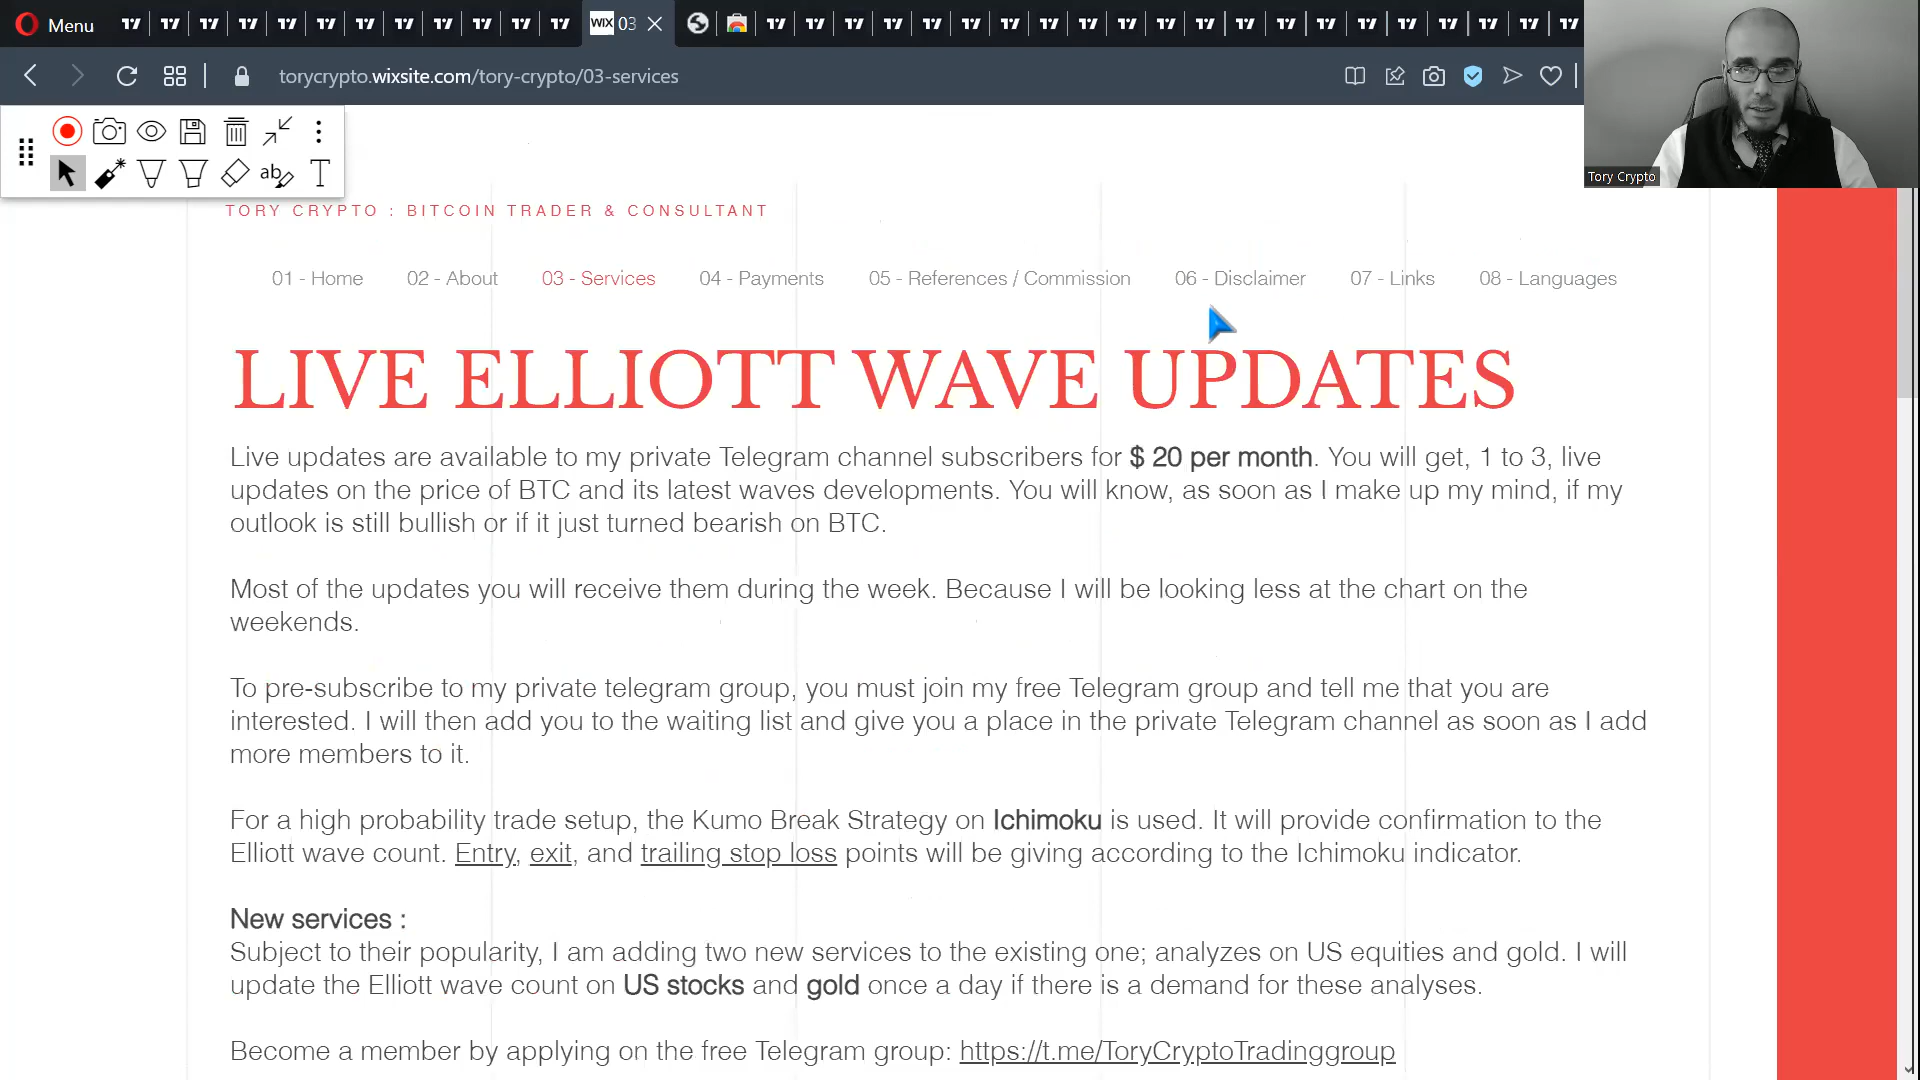 Menu
WIX 03
torycrypto.wixsite.com/tory-crypto/03-services
Tory Crypto
TORY CRYPTO : BITCOIN TRADER & CONSULTANT
01 - Home 02 - About 03 - Services 04 - Payments 05 - References / Commission 06 - Disclaimer 07 - Links 08 - Languages
LIVE ELLIOTT WAVE UPDATES
Live updates are available to my private Telegram channel subscribers for $ 20 per month. You will get, 1 to 3, live
updates on the price of BTC and its latest waves developments. You will know, as soon as I make up my mind, if my
outlook is still bullish or if it just turned bearish on BTC.
Most of the updates you will receive them during the week. Because I will be looking less at the chart on the
weekends.
To pre-subscribe to my private telegram group, you must join my free Telegram group and tell me that you are
interested. I will then add you to the waiting list and give you a place in the private Telegram channel as soon as I add
more members to it.
For a high probability trade setup, the Kumo Break Strategy on Ichimoku is used. It will provide confirmation to the
Elliott wave count. Entry, exit, and trailing stop loss points will be giving according to the Ichimoku indicator.
New services :
Subject to their popularity, I am adding two new services to the existing one; analyzes on US equities and gold. I will
update the Elliott wave count on US stocks and gold once a day if there is a demand for these analyses.
Become a member by applying on the free Telegram group: https://t.me/ToryCryptoTradinggroup